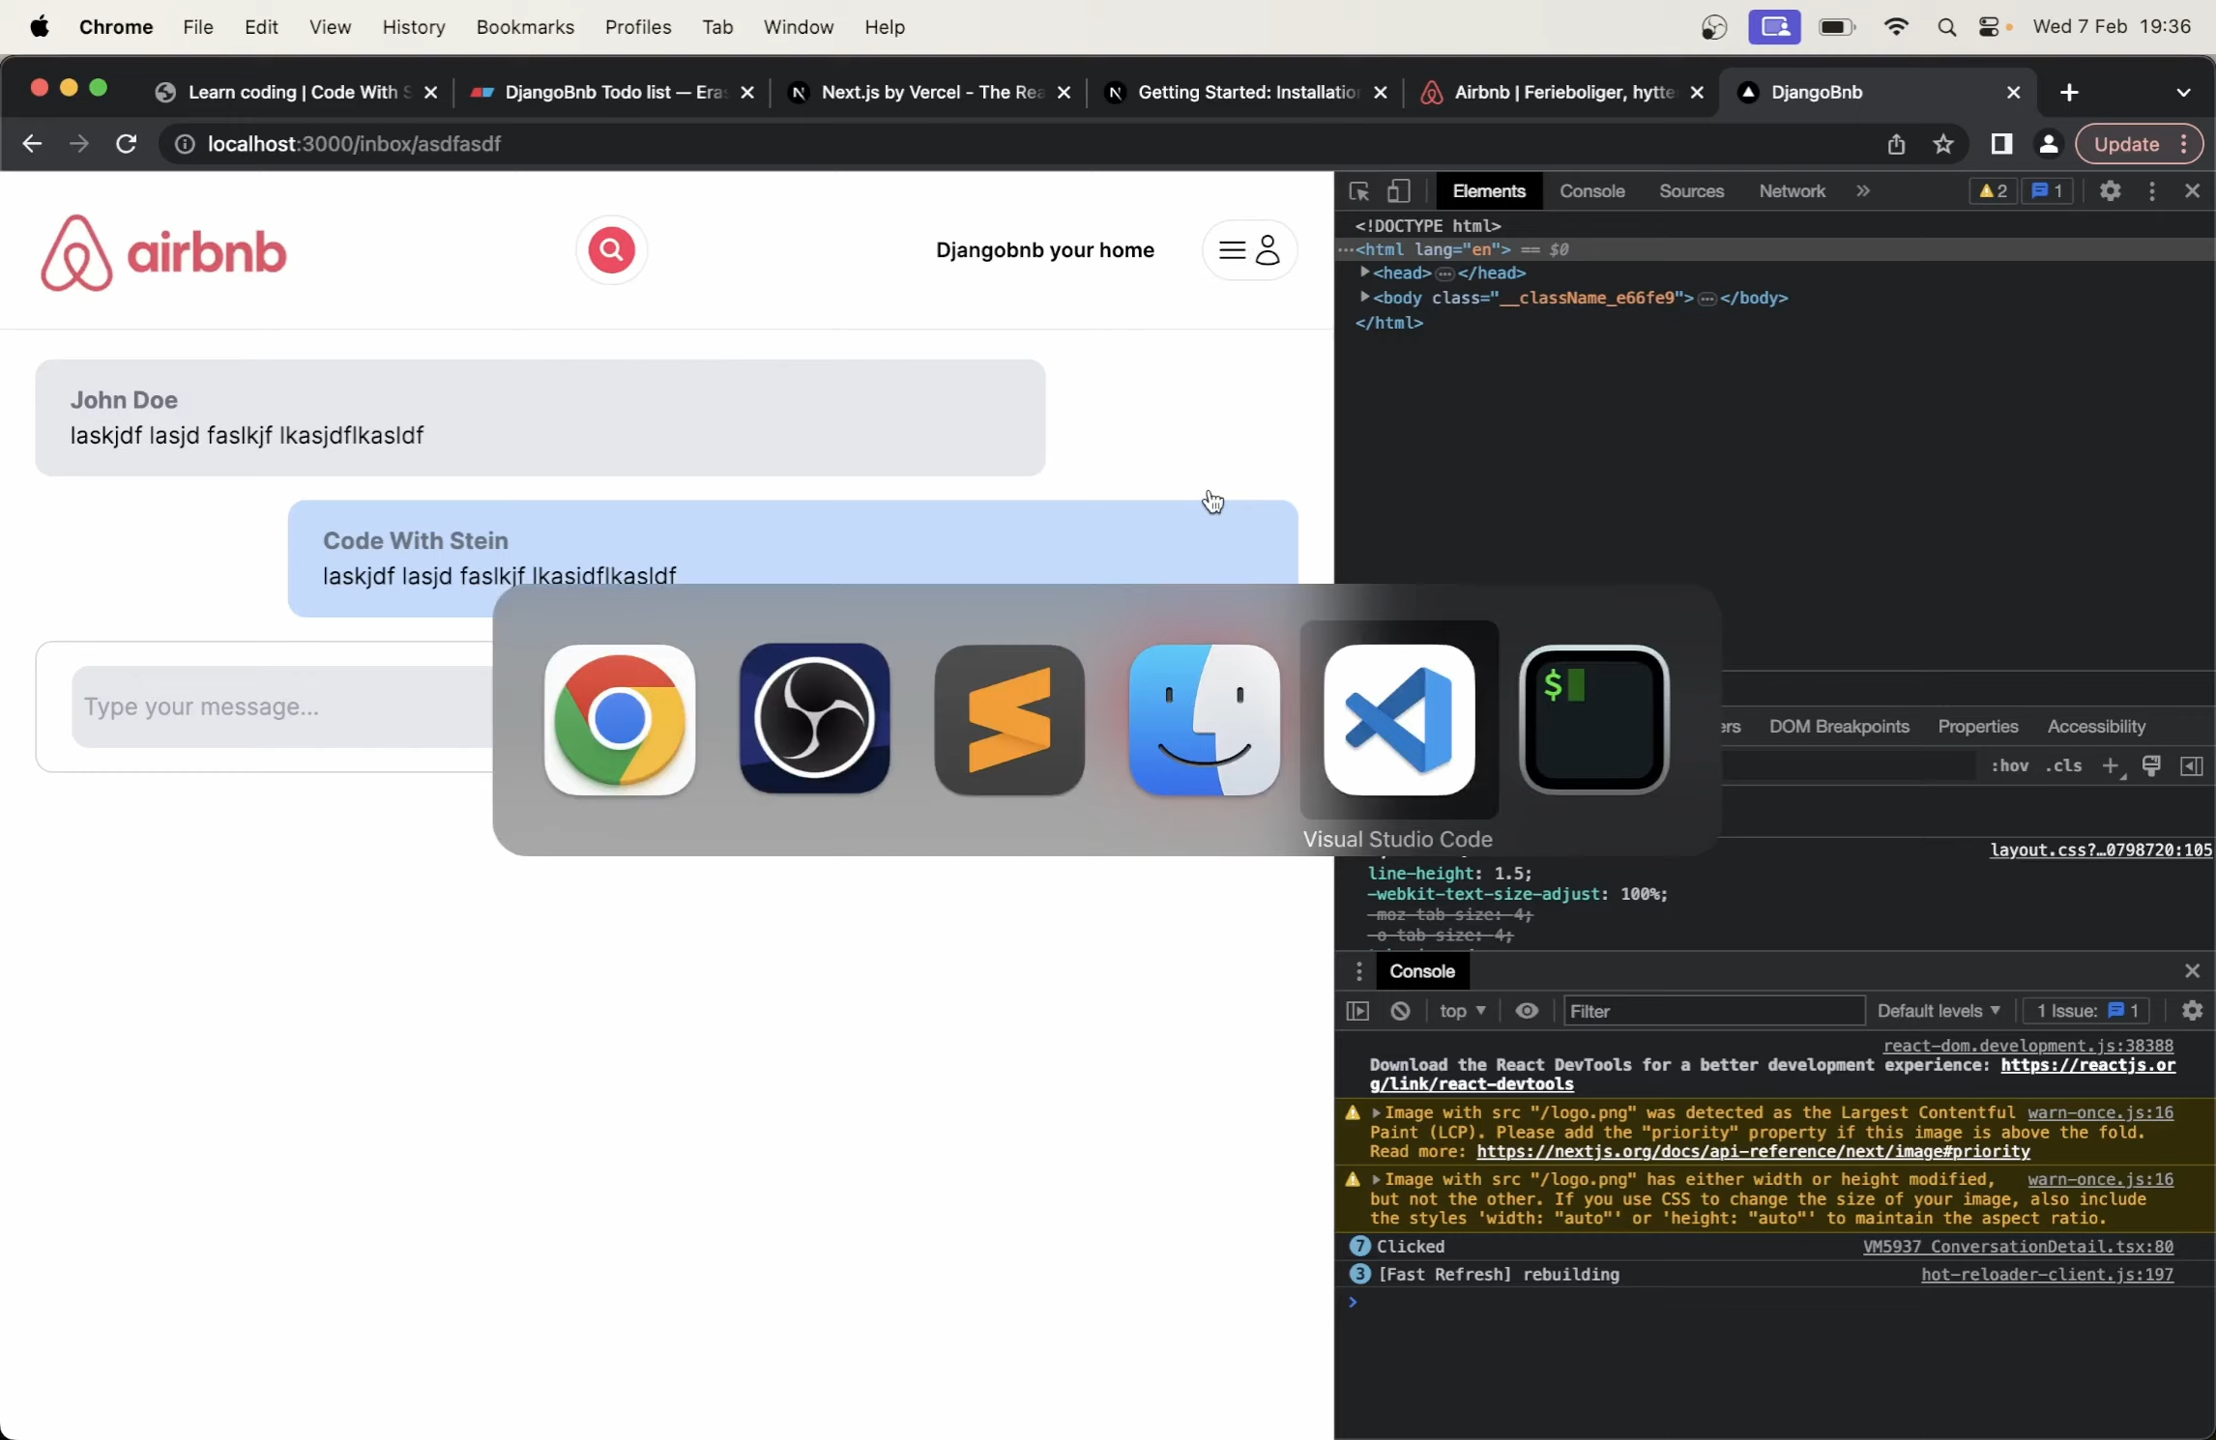 Chrome File Edit View History Bookmarks Profiles Tab Window Help Wed 7 Feb 19:36
Learn coding | Code With S DjangoBnb Todo list — Eras Next.js by Vercel - The Rea Getting Started: Installation Airbnb | Ferieboliger, hytte DjangoBnb
localhost:3000/inbox/asdfasdf Update
airbnb Djangobnb your home
Elements Console Sources Network » 2 1
<!DOCTYPE html>
···<html lang="en"> == $0
<head>…</head>
<body class="__className_e66fe9">…</body>
</html>
John Doe
laskjdf lasjd faslkjf lkasjdflkasldf
Code With Stein
laskjdf lasjd faslkjf lkasjdflkasldf
Type your message...
$
Visual Studio Code
DOM Breakpoints Properties Accessibility
:hov .cls
layout.css?…0798720:105
line-height: 1.5;
-webkit-text-size-adjust: 100%;
-moz-tab-size: 4;
-o-tab-size: 4;
Console
top Filter Default levels 1 Issue: 1
react-dom.development.js:38388
Download the React DevTools for a better development experience: https://reactjs.or
g/link/react-devtools
Image with src "/logo.png" was detected as the Largest Contentful warn-once.js:16
Paint (LCP). Please add the "priority" property if this image is above the fold.
Read more: https://nextjs.org/docs/api-reference/next/image#priority
Image with src "/logo.png" has either width or height modified, warn-once.js:16
but not the other. If you use CSS to change the size of your image, also include
the styles 'width: "auto"' or 'height: "auto"' to maintain the aspect ratio.
7 Clicked VM5937 ConversationDetail.tsx:80
3 [Fast Refresh] rebuilding hot-reloader-client.js:197